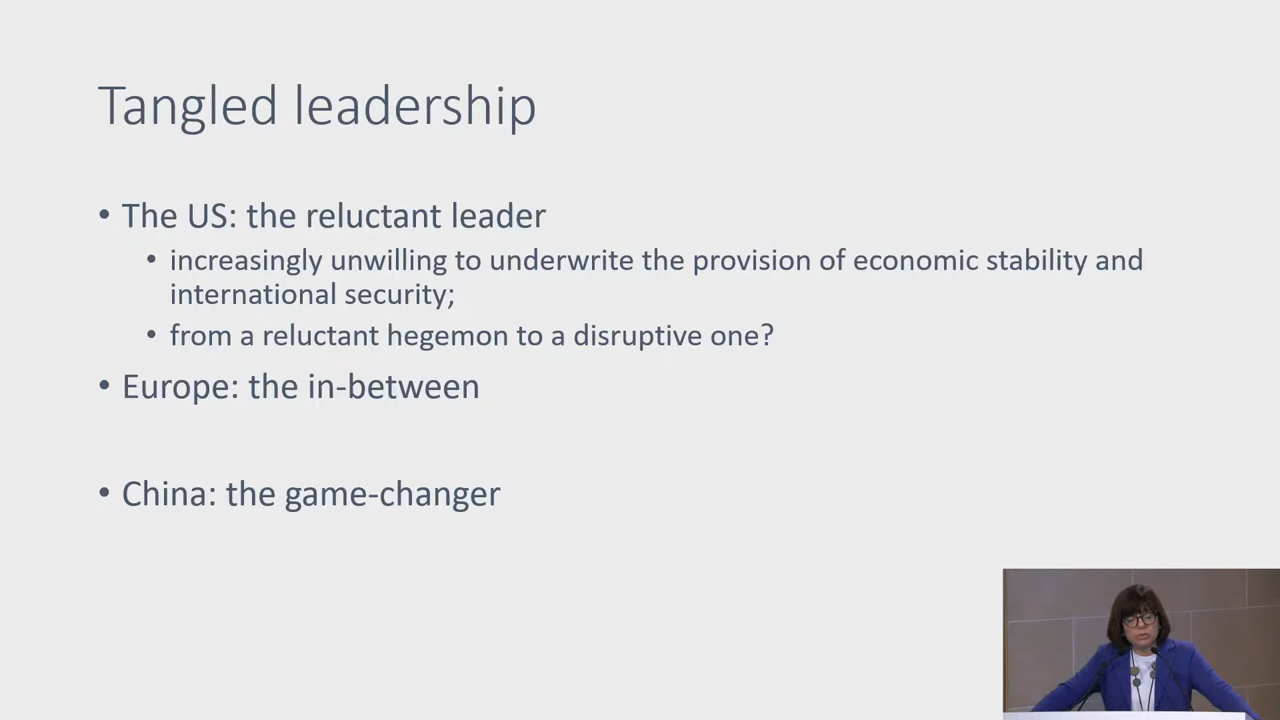 Tangled leadership
• The US: the reluctant leader
• increasingly unwilling to underwrite the provision of economic stability and
international security;
• from a reluctant hegemon to a disruptive one?
• Europe: the in-between
• China: the game-changer